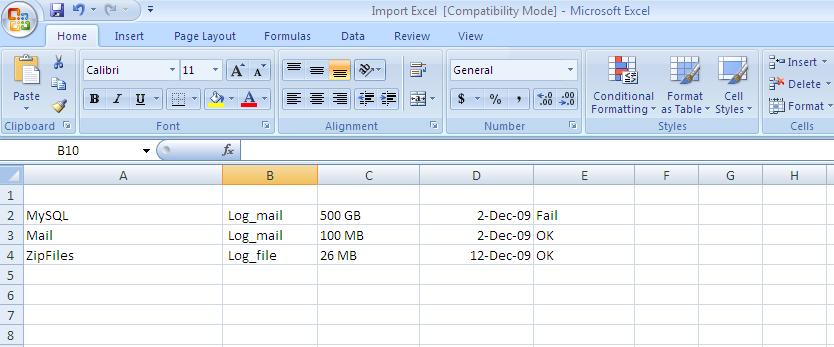 Import Excel [Compatibility Mode] - Microsoft Excel
Home Insert Page Layout Formulas Data Review View
Paste
Calibri 11 A A
B I U A
General
$ % ,
.0 .00 .00 .0
Conditional Formatting
Format as Table
Cell Styles
Insert
Delete
Format
Clipboard Font Alignment Number Styles Cells
B10 fx
A B C D E F G H
1
2 MySQL Log_mail 500 GB 2-Dec-09 Fail
3 Mail Log_mail 100 MB 2-Dec-09 OK
4 ZipFiles Log_file 26 MB 12-Dec-09 OK
5
6
7
8